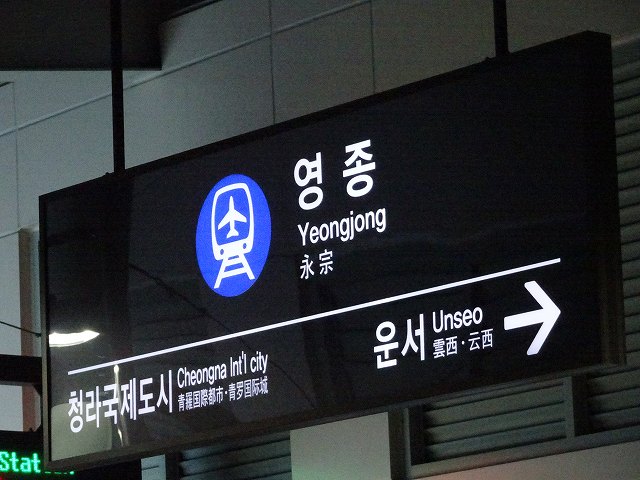 영종
Yeongjong
永宗
청라국제도시 Cheongna Int'l city
青羅国際都市·青罗国际城
운서 Unseo
雲西·云西
Stat